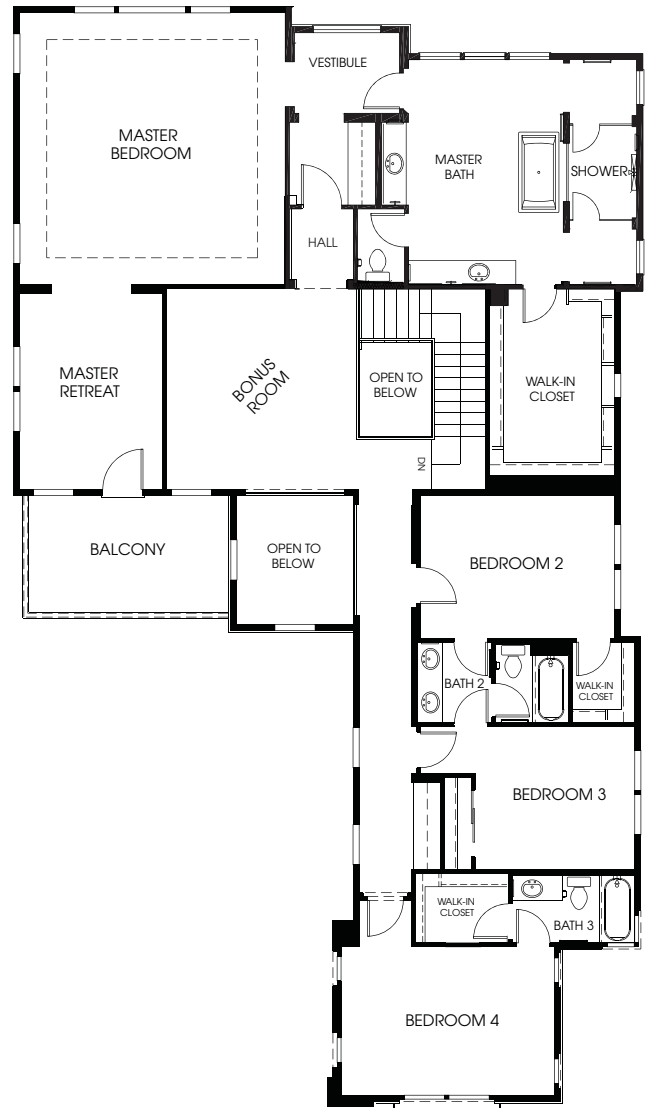 VESTIBULE
MASTER
BEDROOM
MASTER
BATH
SHOWER
HALL
MASTER
RETREAT
BONUS
ROOM
OPEN TO
BELOW
WALK-IN
CLOSET
DN
BALCONY
OPEN TO
BELOW
BEDROOM 2
BATH 2
WALK-IN
CLOSET
BEDROOM 3
WALK-IN
CLOSET
BATH 3
BEDROOM 4